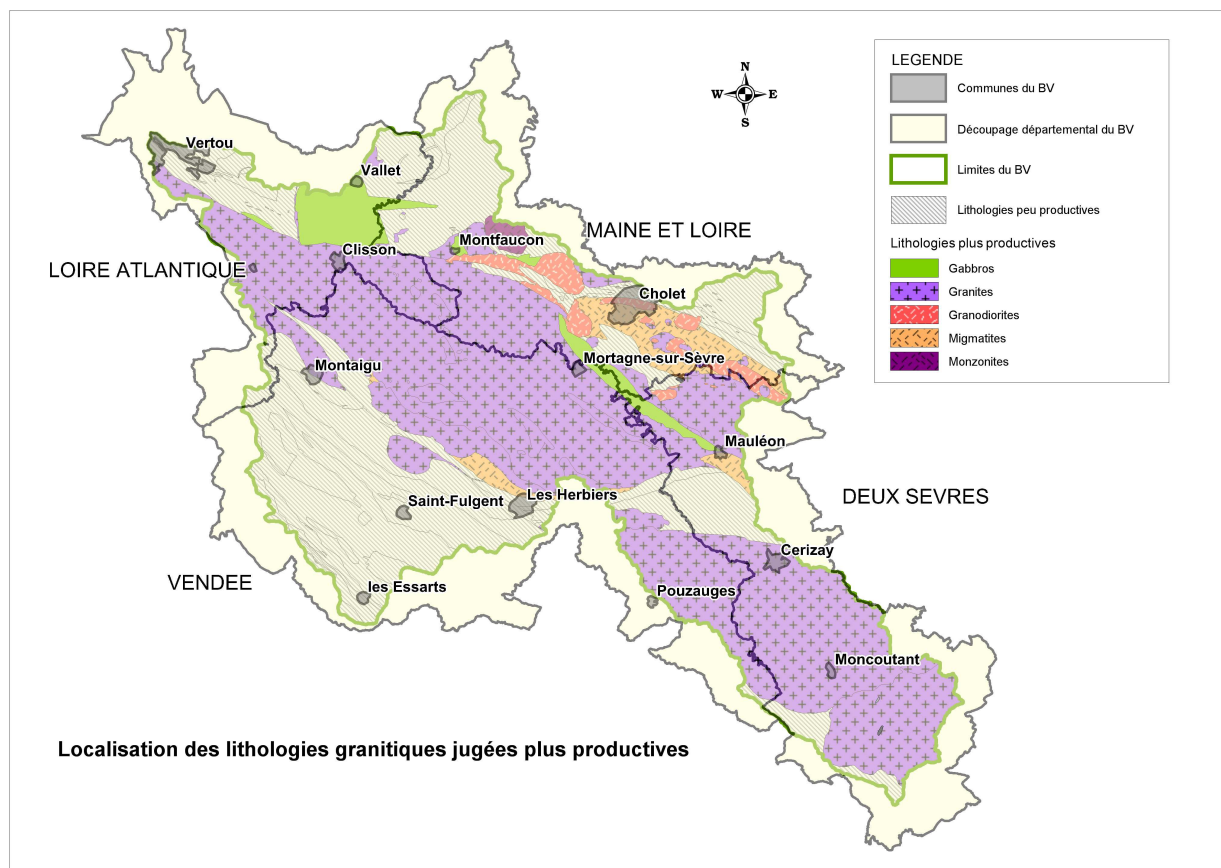 N
W E
S
LEGENDE
Communes du BV
Découpage départemental du BV
Limites du BV
Lithologies peu productives
Lithologies plus productives
Gabbros
Granites
Granodiorites
Migmatites
Monzonites
Vertou
Vallet
MAINE ET LOIRE
Montfaucon
Clisson
LOIRE ATLANTIQUE
Cholet
Mortagne-sur-Sèvre
Montaigu
Mauléon
DEUX SEVRES
Les Herbiers
Saint-Fulgent
Cerizay
VENDEE
les Essarts
Pouzauges
Moncoutant
Localisation des lithologies granitiques jugées plus productives